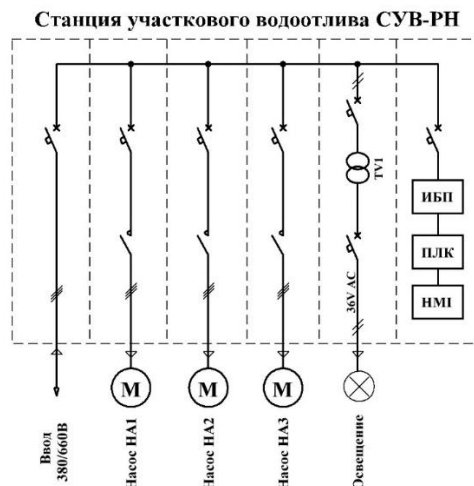 Станция участкового водоотлива СУВ-РН
TV1
ИБП
ПЛК
HMI
36V AC
M
M
M
Ввод
380/660В
Насос НА1
Насос НА2
Насос НА3
Освещение